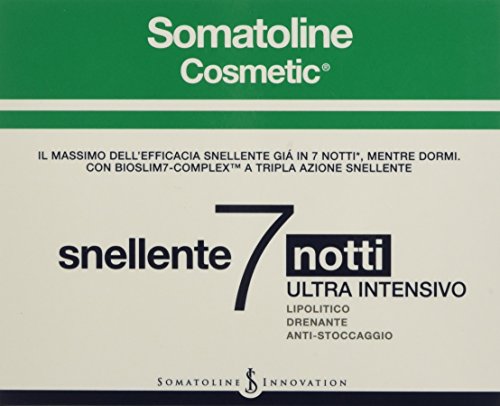 Somatoline
Cosmetic®
IL MASSIMO DELL'EFFICACIA SNELLENTE GIÁ IN 7 NOTTI*, MENTRE DORMI.
CON BIOSLIM7-COMPLEX™ A TRIPLA AZIONE SNELLENTE
snellente 7 notti
ULTRA INTENSIVO
LIPOLITICO
DRENANTE
ANTI-STOCCAGGIO
SOMATOLINE SI INNOVATION